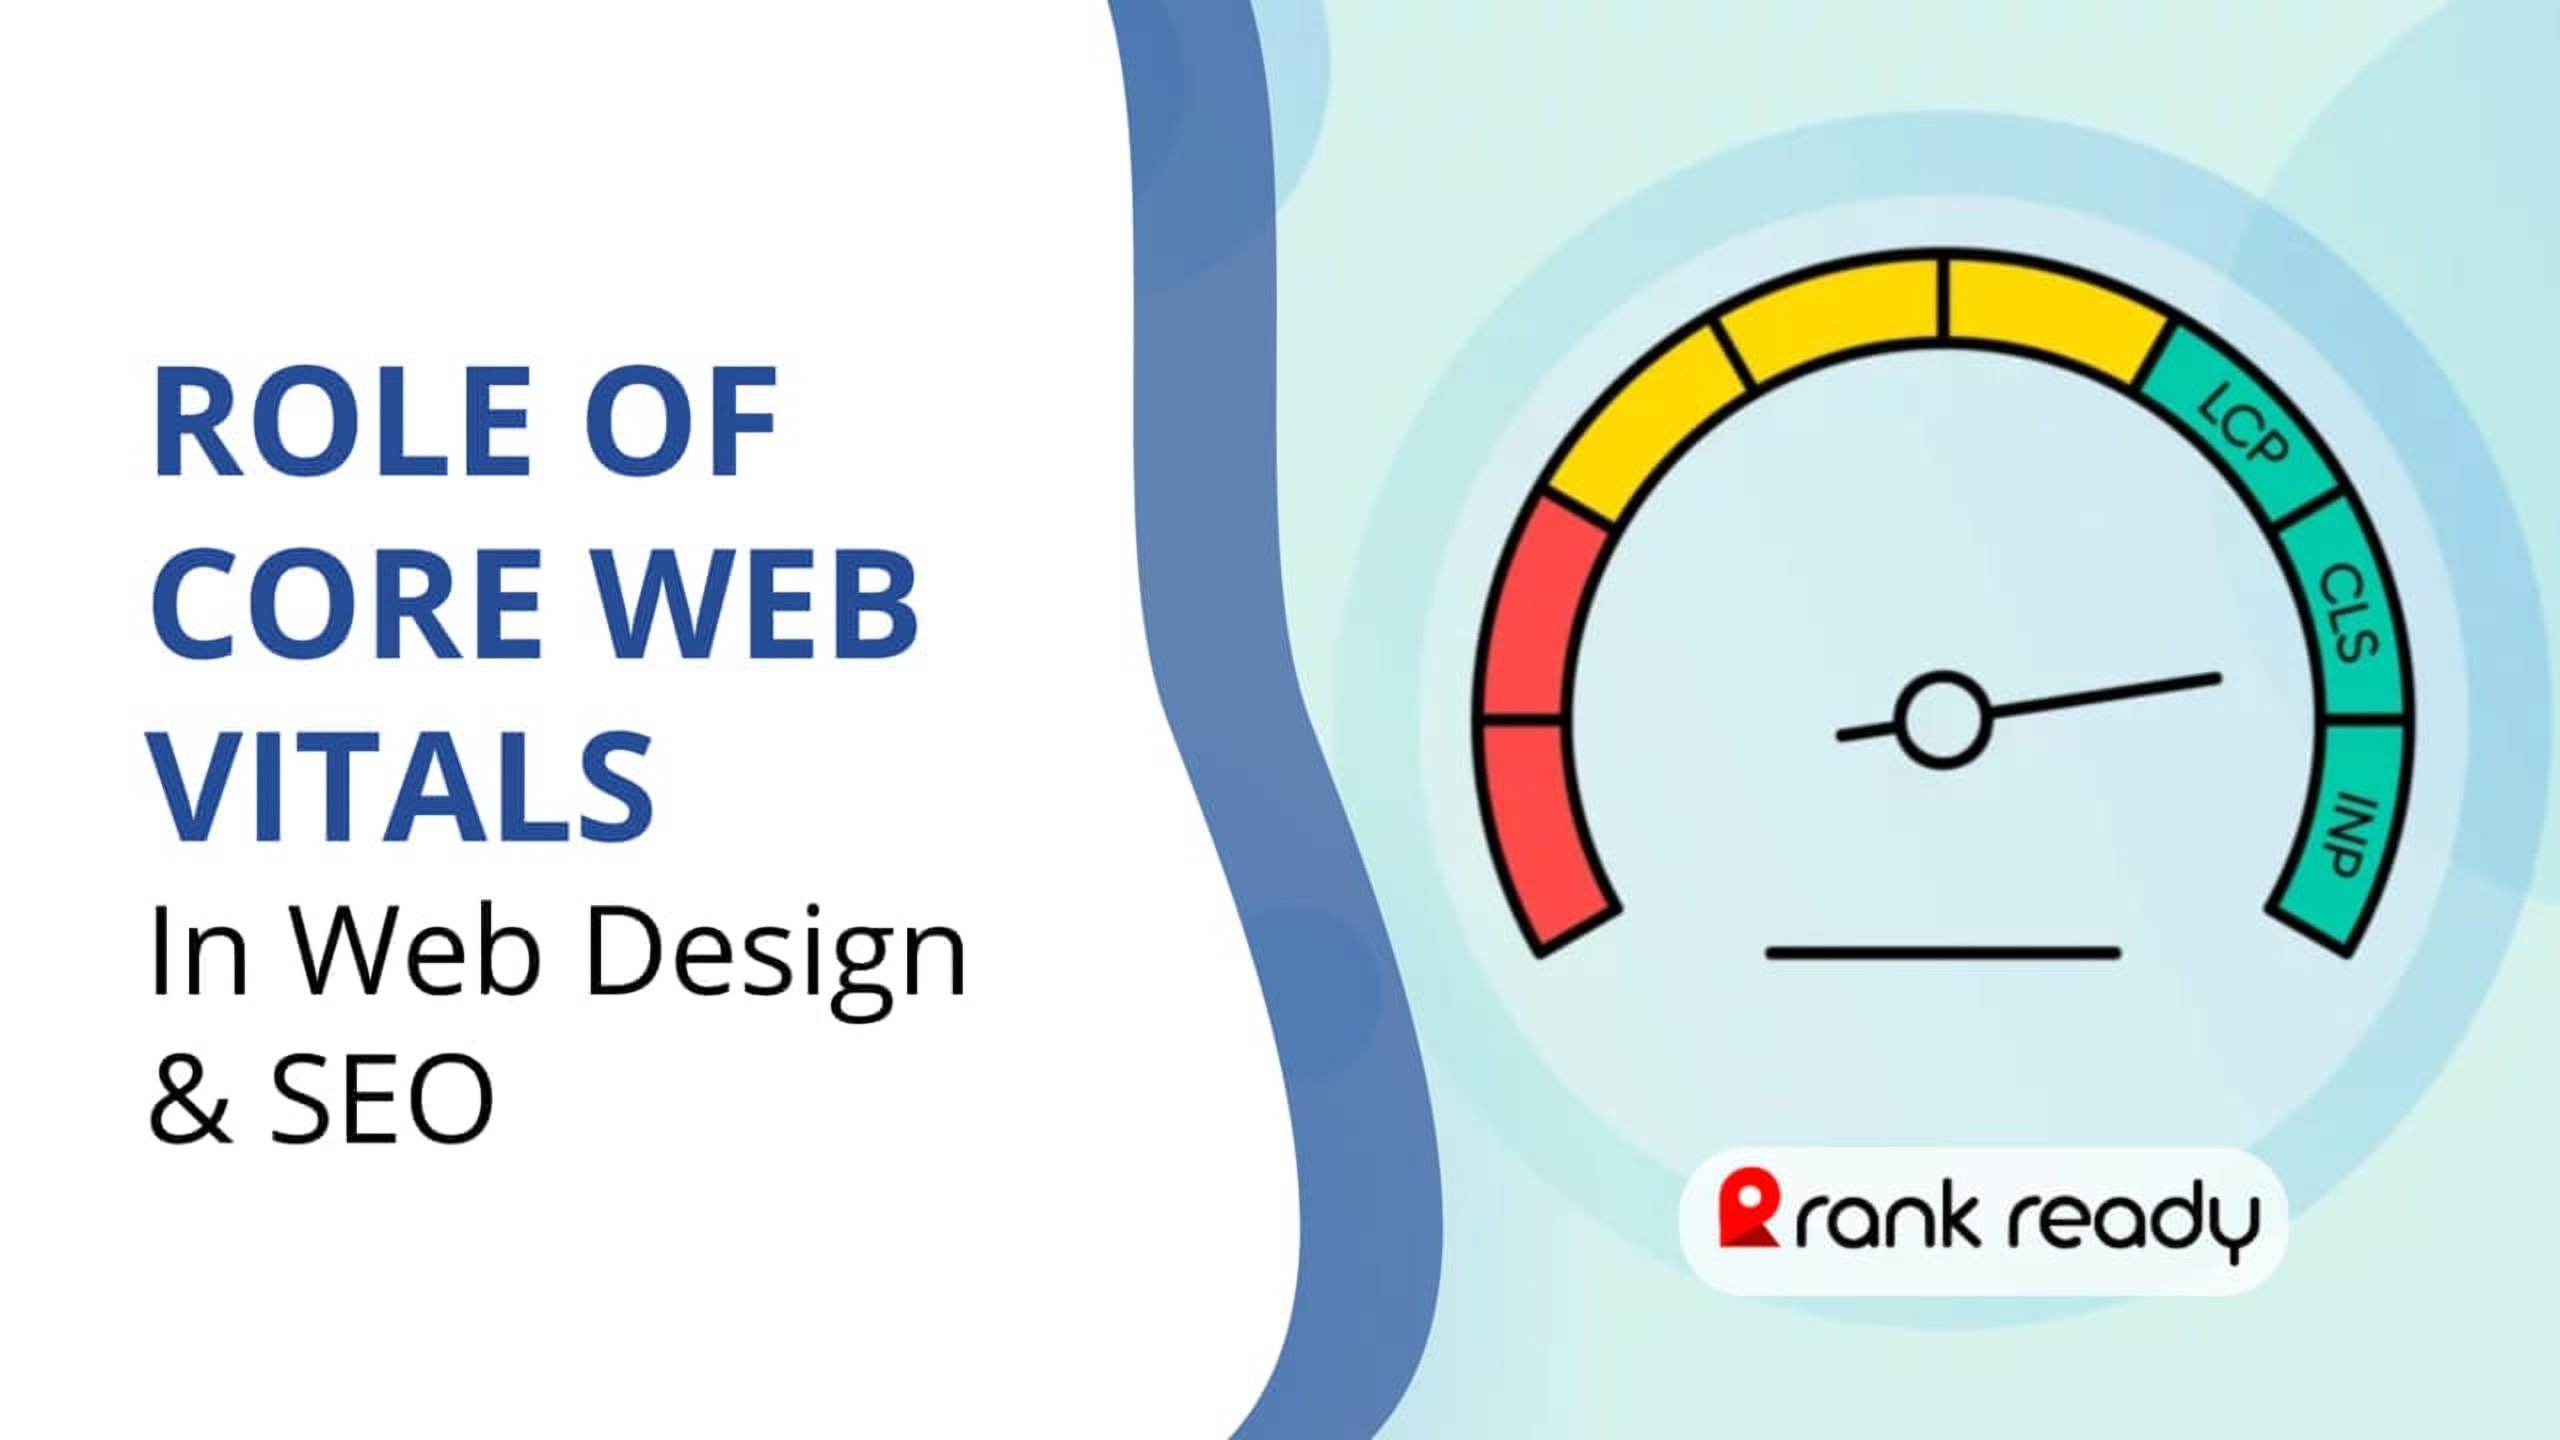 ROLE OF
CORE WEB
VITALS
In Web Design
& SEO
LCP
CLS
INP
rank ready